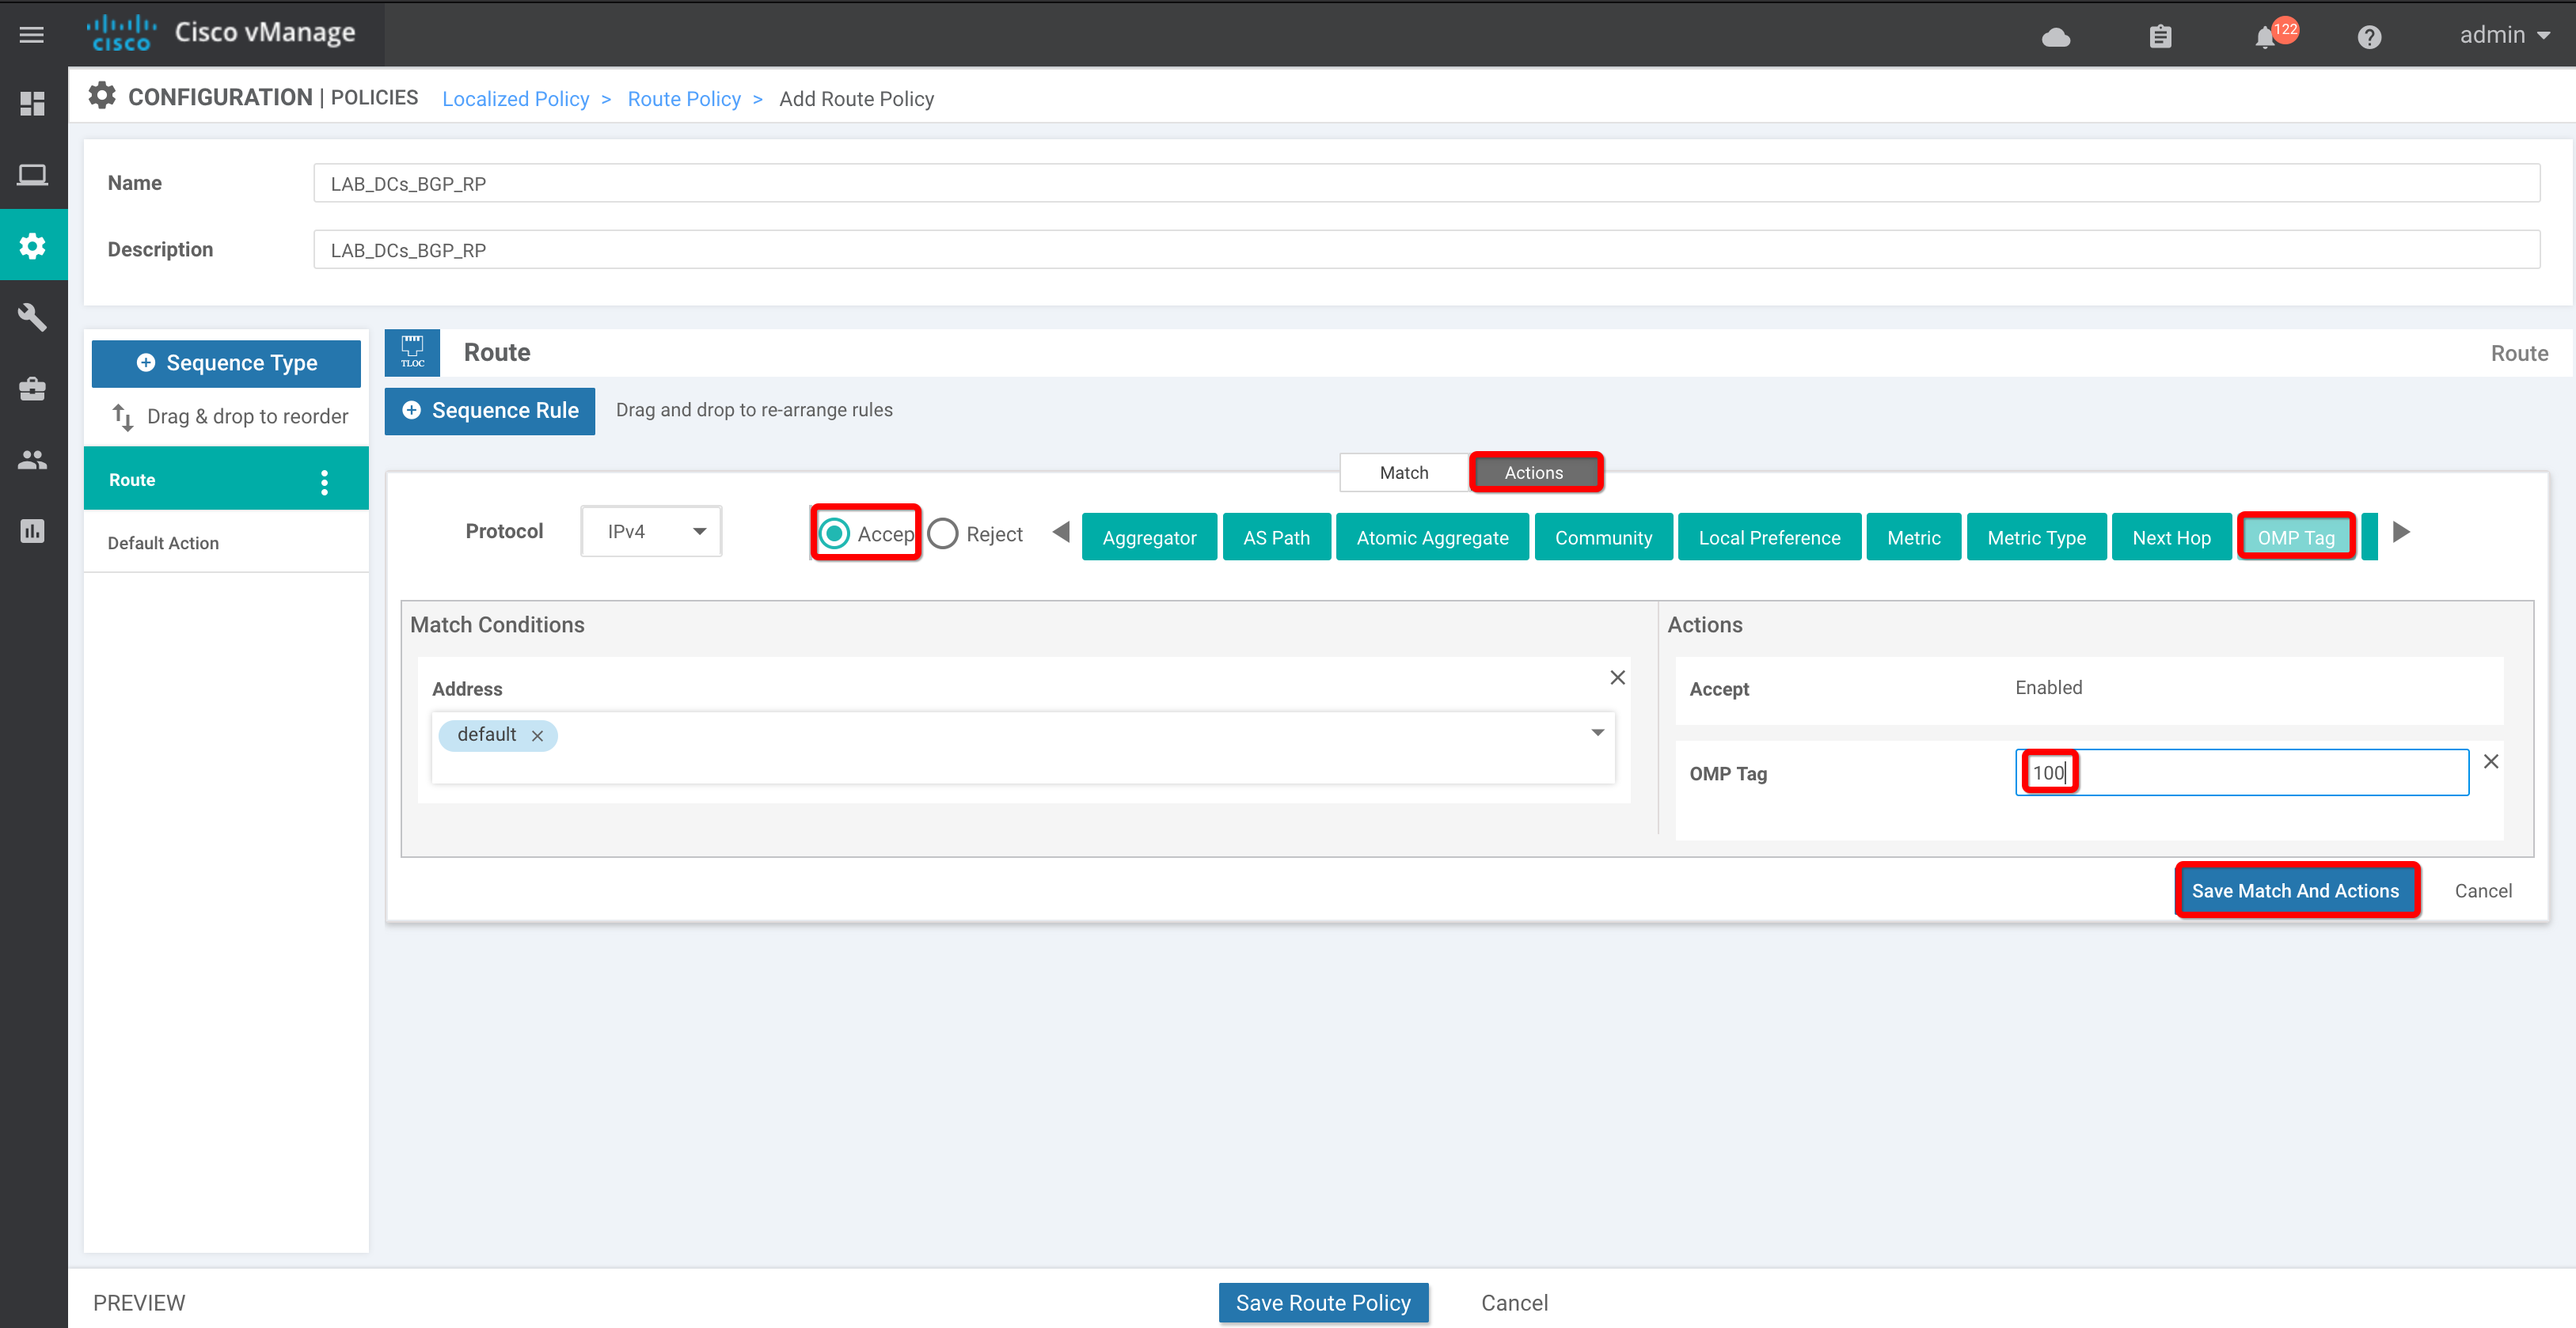 CISCO Cisco vManage 122 admin
CONFIGURATION | POLICIES Localized Policy > Route Policy > Add Route Policy
Name LAB_DCs_BGP_RP
Description LAB_DCs_BGP_RP
Sequence Type
Drag & drop to reorder
Route
Default Action
TLOC Route Route
Sequence Rule Drag and drop to re-arrange rules
Match Actions
Protocol IPv4 Accep Reject Aggregator AS Path Atomic Aggregate Community Local Preference Metric Metric Type Next Hop OMP Tag
Match Conditions
Address
default
Actions
Accept Enabled
OMP Tag 100
Save Match And Actions Cancel
PREVIEW Save Route Policy Cancel